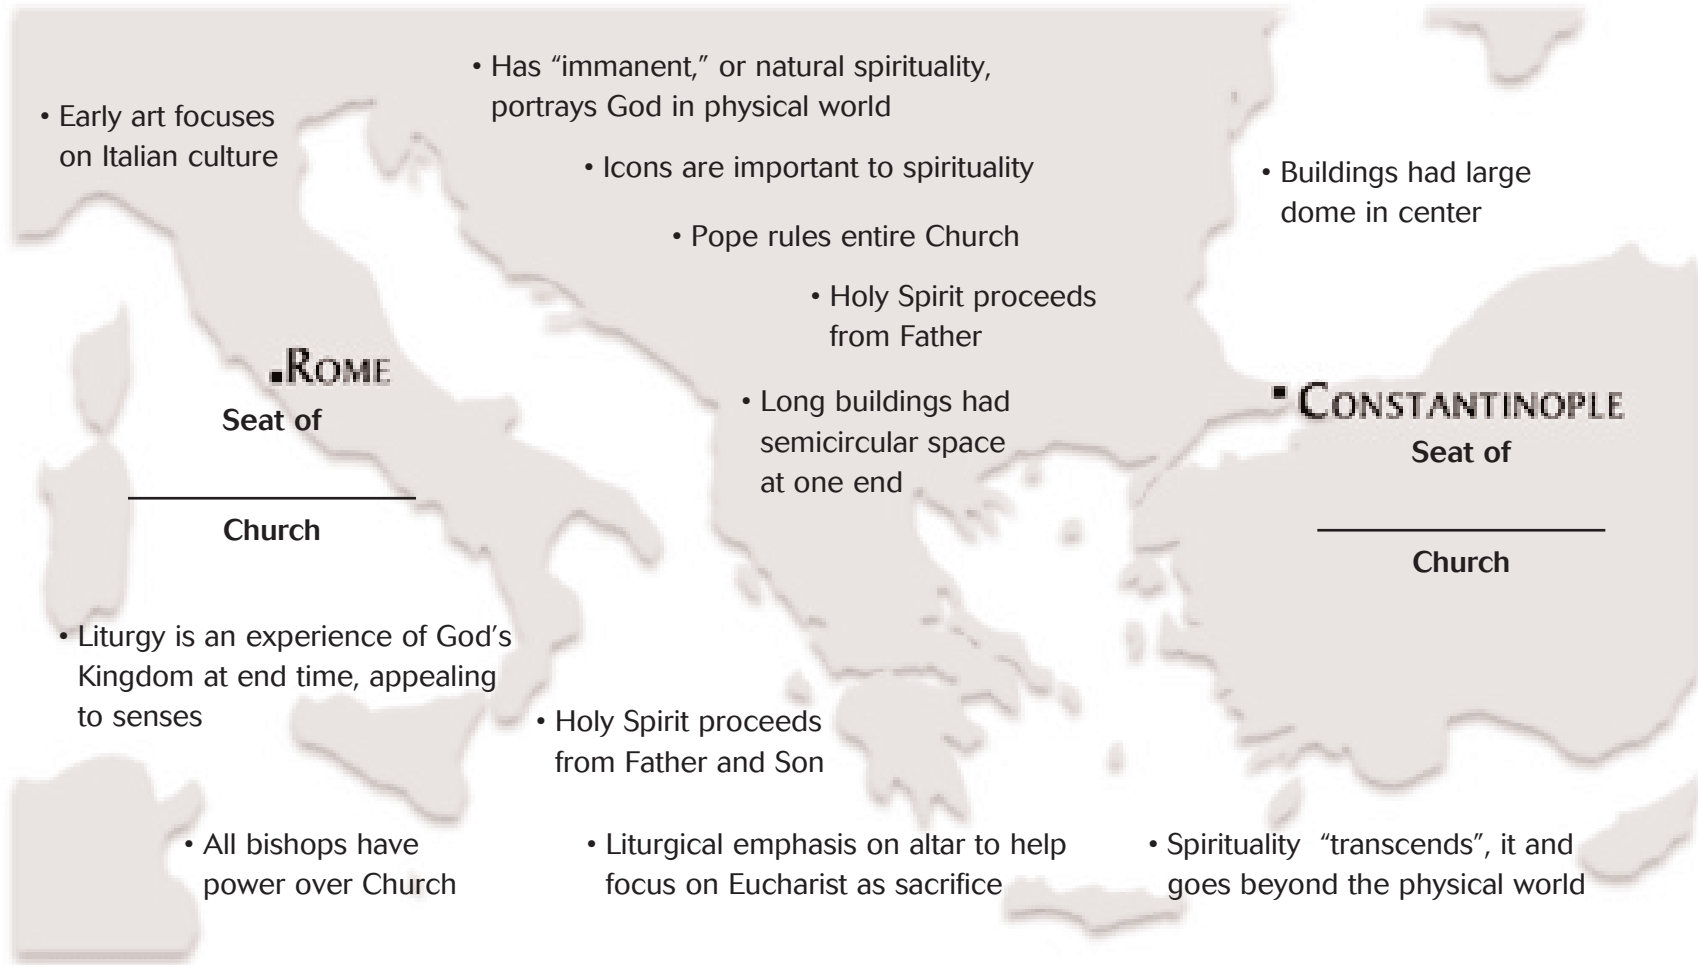 • Has “immanent,” or natural spirituality,
portrays God in physical world
• Early art focuses
on Italian culture
• Icons are important to spirituality
• Buildings had large
dome in center
• Pope rules entire Church
• Holy Spirit proceeds
from Father
ROME
Seat of
Church
• Long buildings had
semicircular space
at one end
CONSTANTINOPLE
Seat of
Church
• Liturgy is an experience of God’s
Kingdom at end time, appealing
to senses
• Holy Spirit proceeds
from Father and Son
• All bishops have
power over Church
• Liturgical emphasis on altar to help
focus on Eucharist as sacrifice
• Spirituality “transcends”, it and
goes beyond the physical world